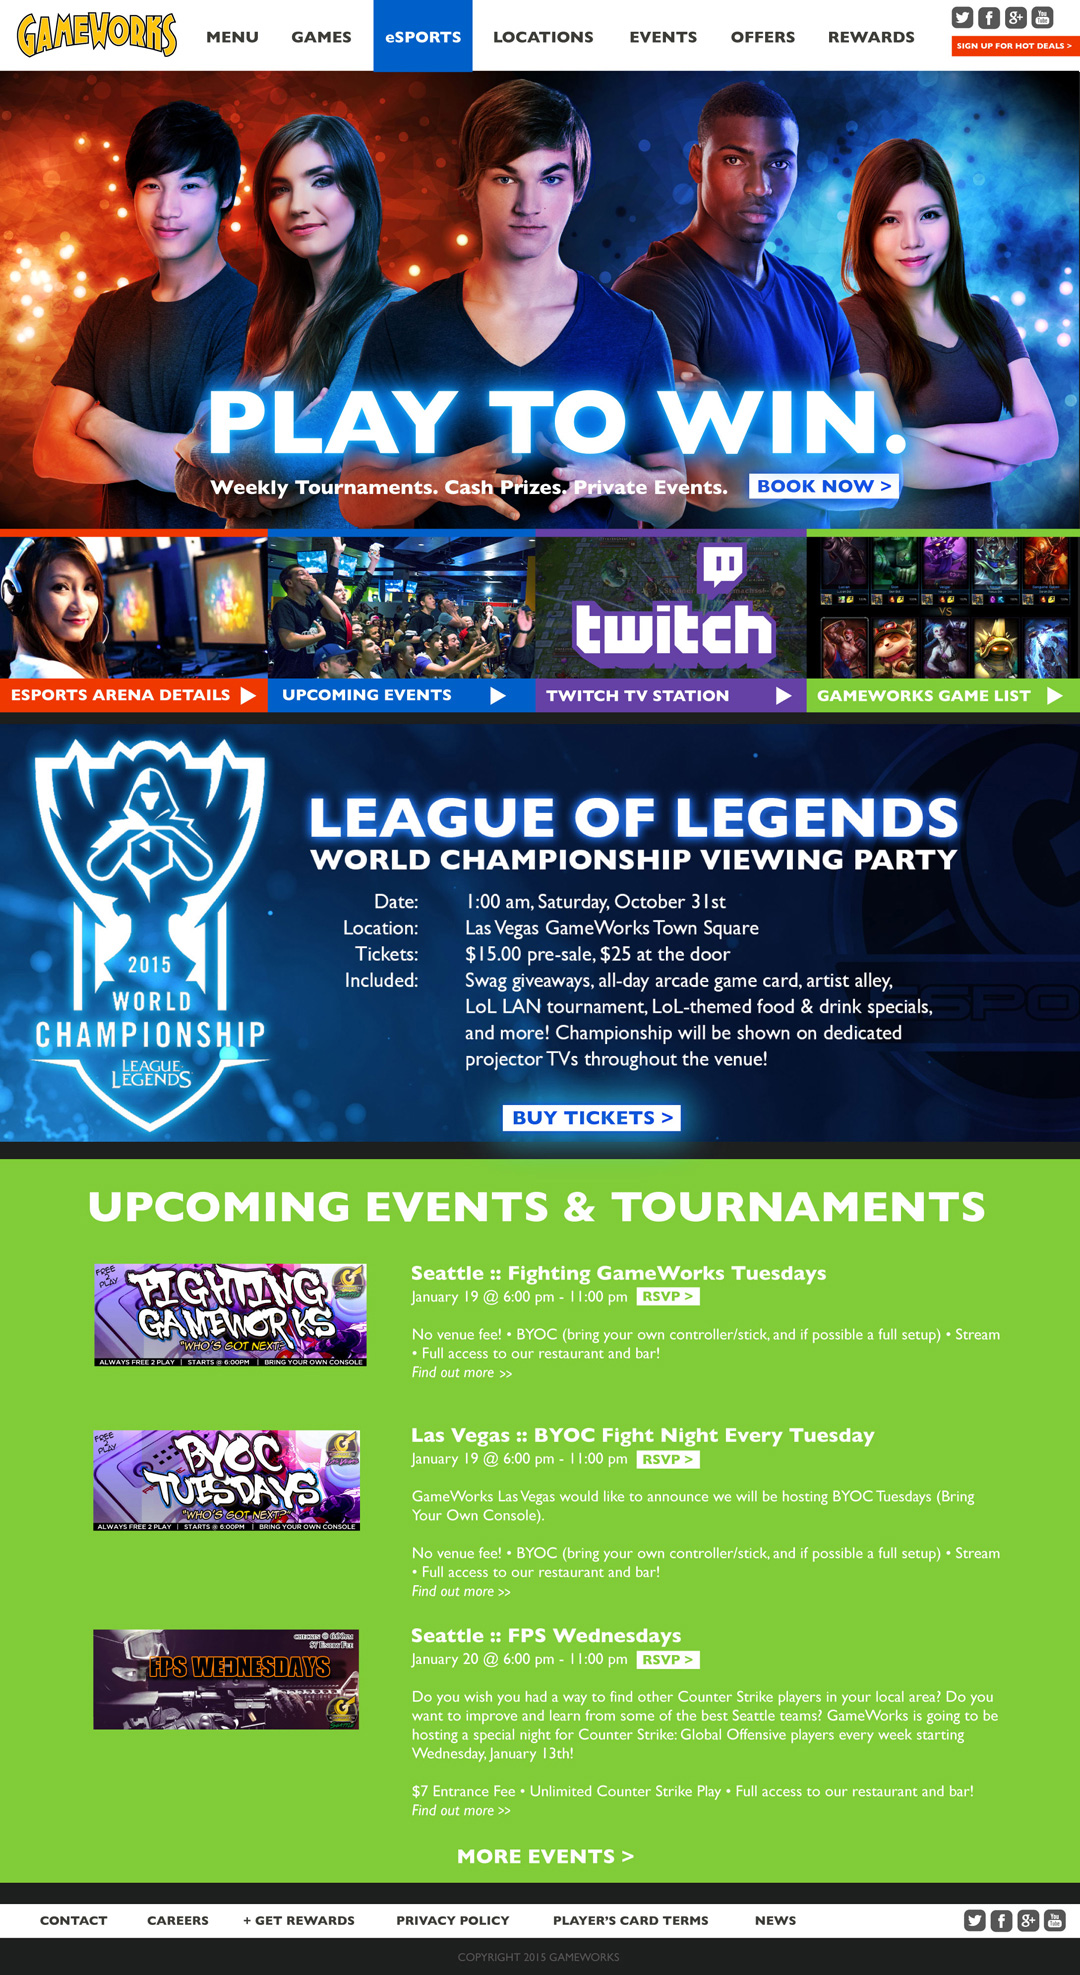 GAMEWORKS
MENU GAMES eSPORTS LOCATIONS EVENTS OFFERS REWARDS
SIGN UP FOR HOT DEALS >
PLAY TO WIN.
Weekly Tournaments. Cash Prizes. Private Events. BOOK NOW >
twitch
VS
ESPORTS ARENA DETAILS
UPCOMING EVENTS
TWITCH TV STATION
GAMEWORKS GAME LIST
2015
WORLD
CHAMPIONSHIP
LEAGUE OF
LEGENDS
LEAGUE OF LEGENDS
WORLD CHAMPIONSHIP VIEWING PARTY
Date: 1:00 am, Saturday, October 31st
Location: Las Vegas GameWorks Town Square
Tickets: $15.00 pre-sale, $25 at the door
Included: Swag giveaways, all-day arcade game card, artist alley,
LoL LAN tournament, LoL-themed food & drink specials,
and more! Championship will be shown on dedicated
projector TVs throughout the venue!
BUY TICKETS >
UPCOMING EVENTS & TOURNAMENTS
FREE
2
PLAY
FIGHTING
GAMEWORKS
"WHO'S GOT NEXT?"
ALWAYS FREE 2 PLAY | STARTS @ 6:00PM | BRING YOUR OWN CONSOLE
Seattle :: Fighting GameWorks Tuesdays
January 19 @ 6:00 pm - 11:00 pm RSVP >
No venue fee! • BYOC (bring your own controller/stick, and if possible a full setup) • Stream
• Full access to our restaurant and bar!
Find out more >>
FREE
2
PLAY
BYOC
TUESDAYS
"WHO'S GOT NEXT?"
ALWAYS FREE 2 PLAY | STARTS @ 6:00PM | BRING YOUR OWN CONSOLE
Las Vegas :: BYOC Fight Night Every Tuesday
January 19 @ 6:00 pm - 11:00 pm RSVP >
GameWorks Las Vegas would like to announce we will be hosting BYOC Tuesdays (Bring
Your Own Console).
No venue fee! • BYOC (bring your own controller/stick, and if possible a full setup) • Stream
• Full access to our restaurant and bar!
Find out more >>
CHECKIN @ 6:00PM
$7 ENTRY FEE
FPS WEDNESDAYS
Seattle :: FPS Wednesdays
January 20 @ 6:00 pm - 11:00 pm RSVP >
Do you wish you had a way to find other Counter Strike players in your local area? Do you
want to improve and learn from some of the best Seattle teams? GameWorks is going to be
hosting a special night for Counter Strike: Global Offensive players every week starting
Wednesday, January 13th!
$7 Entrance Fee • Unlimited Counter Strike Play • Full access to our restaurant and bar!
Find out more >>
MORE EVENTS >
CONTACT CAREERS + GET REWARDS PRIVACY POLICY PLAYER'S CARD TERMS NEWS
COPYRIGHT 2015 GAMEWORKS